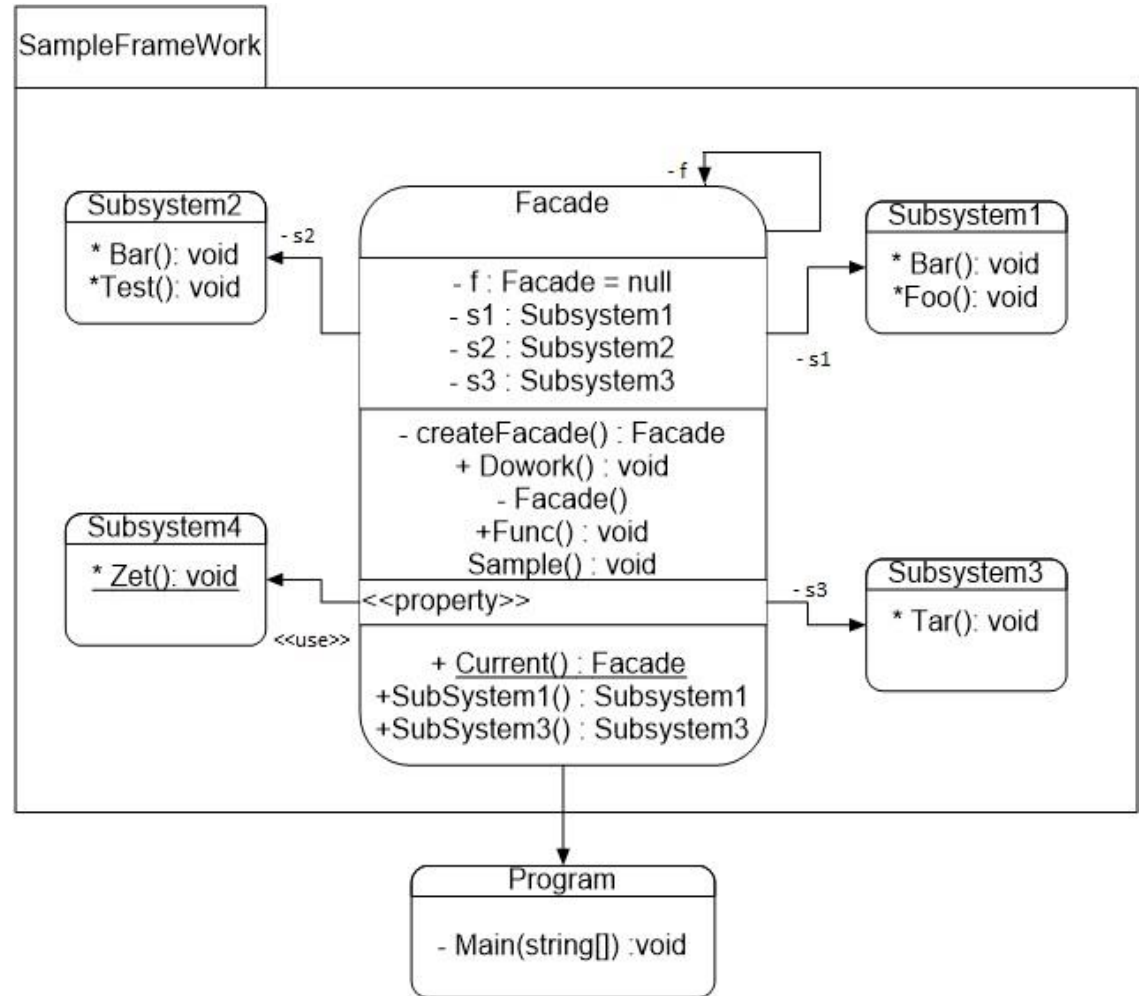 SampleFrameWork
- f
Facade
- f : Facade = null
- s1 : Subsystem1
- s2 : Subsystem2
- s3 : Subsystem3
- createFacade() : Facade
+ Dowork() : void
- Facade()
+Func() : void
Sample() : void
<<property>>
+ Current() : Facade
+SubSystem1() : Subsystem1
+SubSystem3() : Subsystem3
Subsystem2
* Bar(): void
*Test(): void
- s2
Subsystem1
* Bar(): void
*Foo(): void
- s1
Subsystem4
* Zet(): void
<<use>>
Subsystem3
* Tar(): void
- s3
Program
- Main(string[]) :void